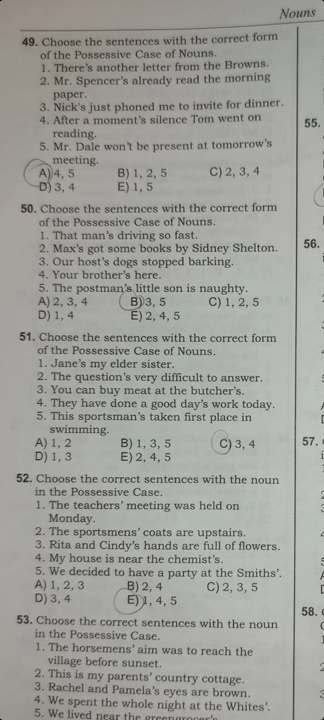 Nouns
49. Choose the sentences with the correct form
of the Possessive Case of Nouns.
1. There's another letter from the Browns.
2. Mr. Spencer's already read the morning
paper.
3. Nick's just phoned me to invite for dinner.
4. After a moment's silence Tom went on
reading.
5. Mr. Dale won't be present at tomorrow's
meeting.
A) 4, 5 B) 1, 2, 5 C) 2, 3, 4
D) 3, 4 E) 1, 5
50. Choose the sentences with the correct form
of the Possessive Case of Nouns.
1. That man's driving so fast.
2. Max's got some books by Sidney Shelton.
3. Our host's dogs stopped barking.
4. Your brother's here.
5. The postman's little son is naughty.
A) 2, 3, 4 B) 3, 5 C) 1, 2, 5
D) 1, 4 E) 2, 4, 5
51. Choose the sentences with the correct form
of the Possessive Case of Nouns.
1. Jane's my elder sister.
2. The question's very difficult to answer.
3. You can buy meat at the butcher's.
4. They have done a good day's work today.
5. This sportsman's taken first place in
swimming.
A) 1, 2 B) 1, 3, 5 C) 3, 4
D) 1, 3 E) 2, 4, 5
52. Choose the correct sentences with the noun
in the Possessive Case.
1. The teachers' meeting was held on
Monday.
2. The sportsmens' coats are upstairs.
3. Rita and Cindy's hands are full of flowers.
4. My house is near the chemist's.
5. We decided to have a party at the Smiths'.
A) 1, 2, 3 B) 2, 4 C) 2, 3, 5
D) 3, 4 E) 1, 4, 5
53. Choose the correct sentences with the noun
in the Possessive Case.
1. The horsemens' aim was to reach the
village before sunset.
2. This is my parents' country cottage.
3. Rachel and Pamela's eyes are brown.
4. We spent the whole night at the Whites'.
5. We lived near the greengrocer's
55.
56.
57.
58.